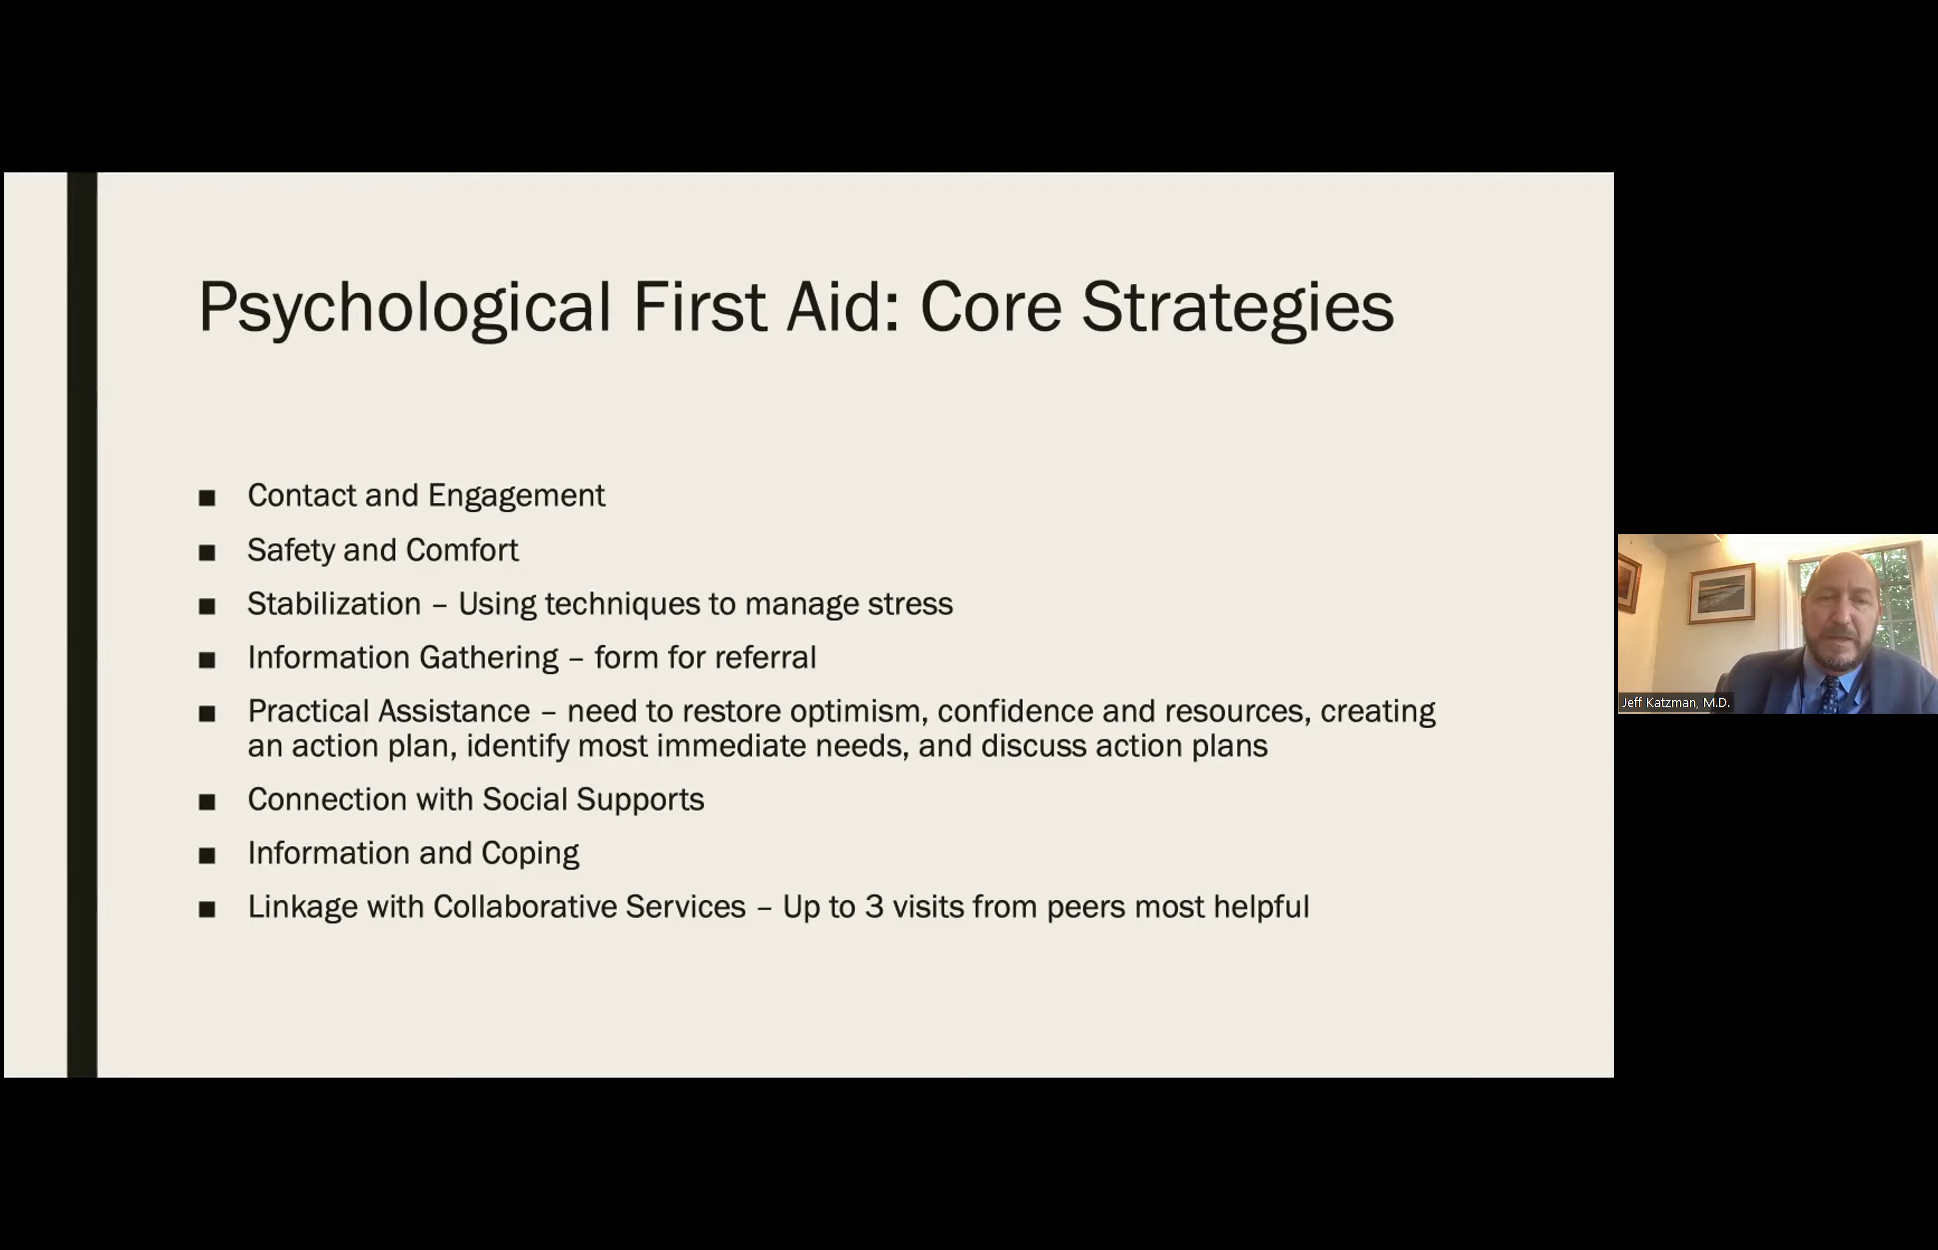 Psychological First Aid: Core Strategies
■ Contact and Engagement
■ Safety and Comfort
■ Stabilization – Using techniques to manage stress
■ Information Gathering – form for referral
■ Practical Assistance – need to restore optimism, confidence and resources, creating
an action plan, identify most immediate needs, and discuss action plans
■ Connection with Social Supports
■ Information and Coping
■ Linkage with Collaborative Services – Up to 3 visits from peers most helpful
Jeff Katzman, M.D.